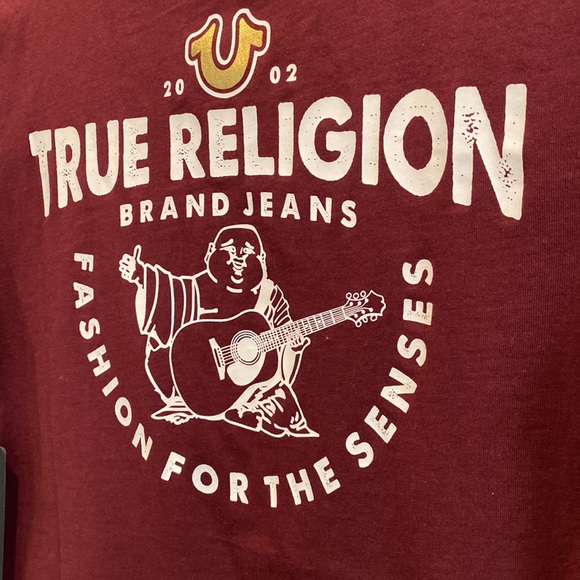 20 02
TRUE RELIGION
BRAND JEANS
FASHION FOR THE SENSES